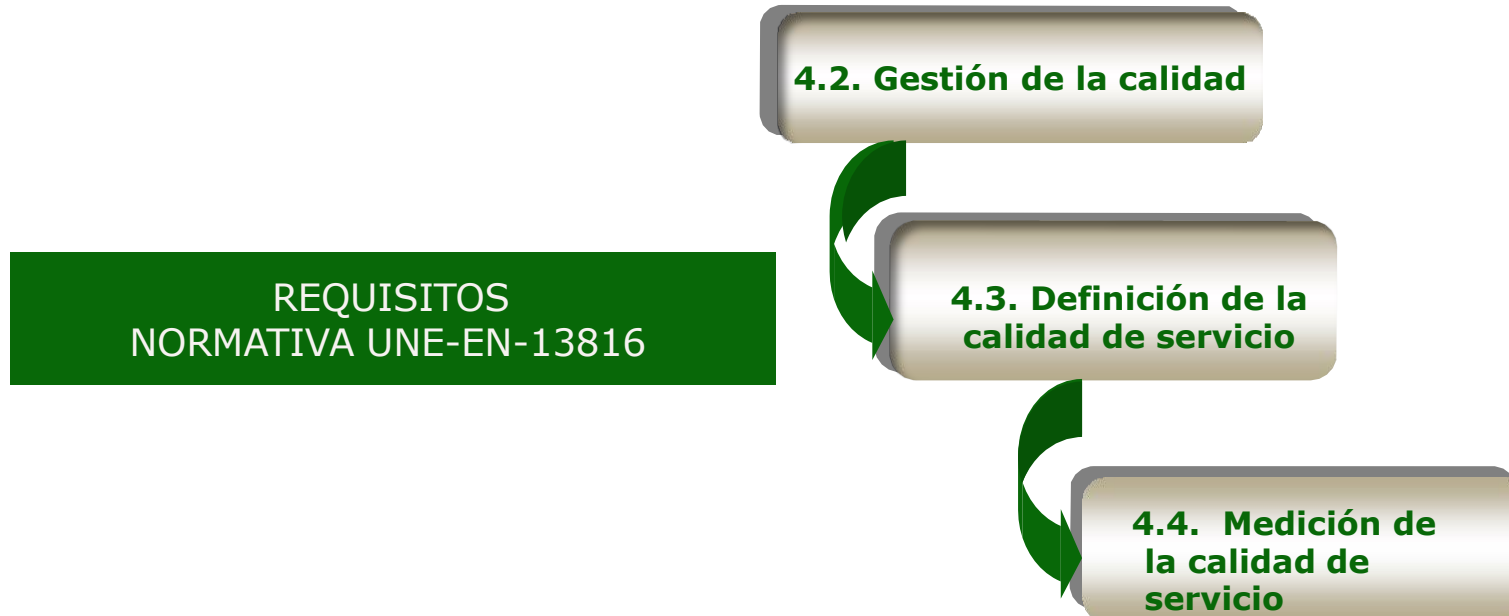 4.2. Gestión de la calidad
REQUISITOS
NORMATIVA UNE-EN-13816
4.3. Definición de la
calidad de servicio
4.4. Medición de
la calidad de
servicio